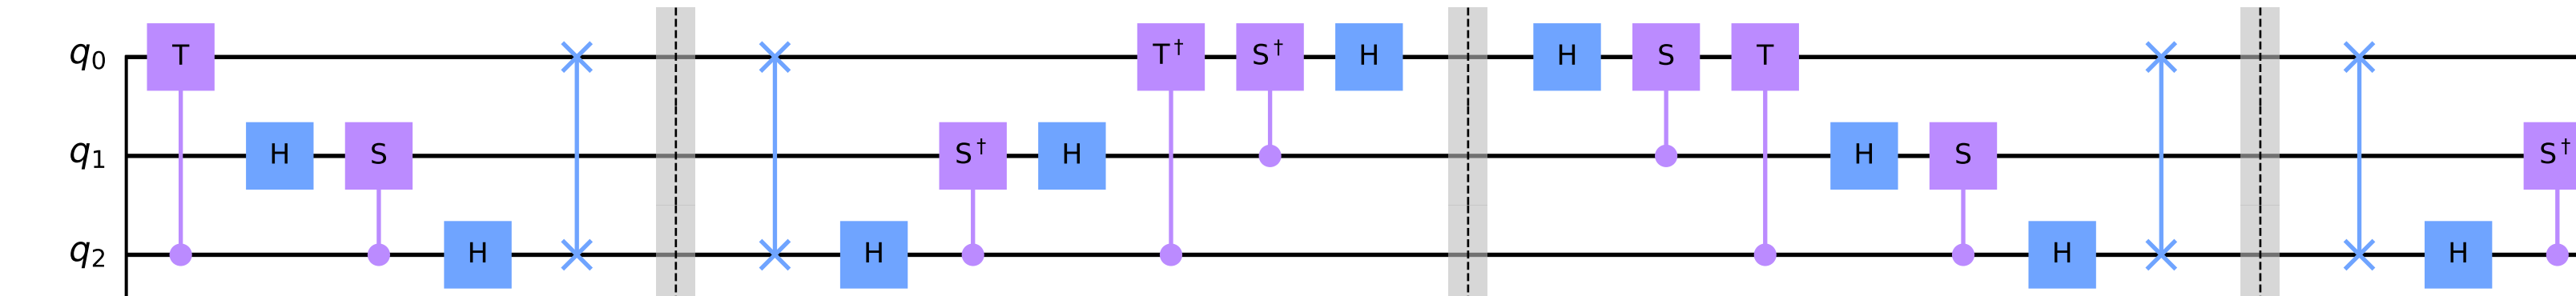 q0 T T† S† H H S T
q1 H S S† H H S S†
q2 H H H H